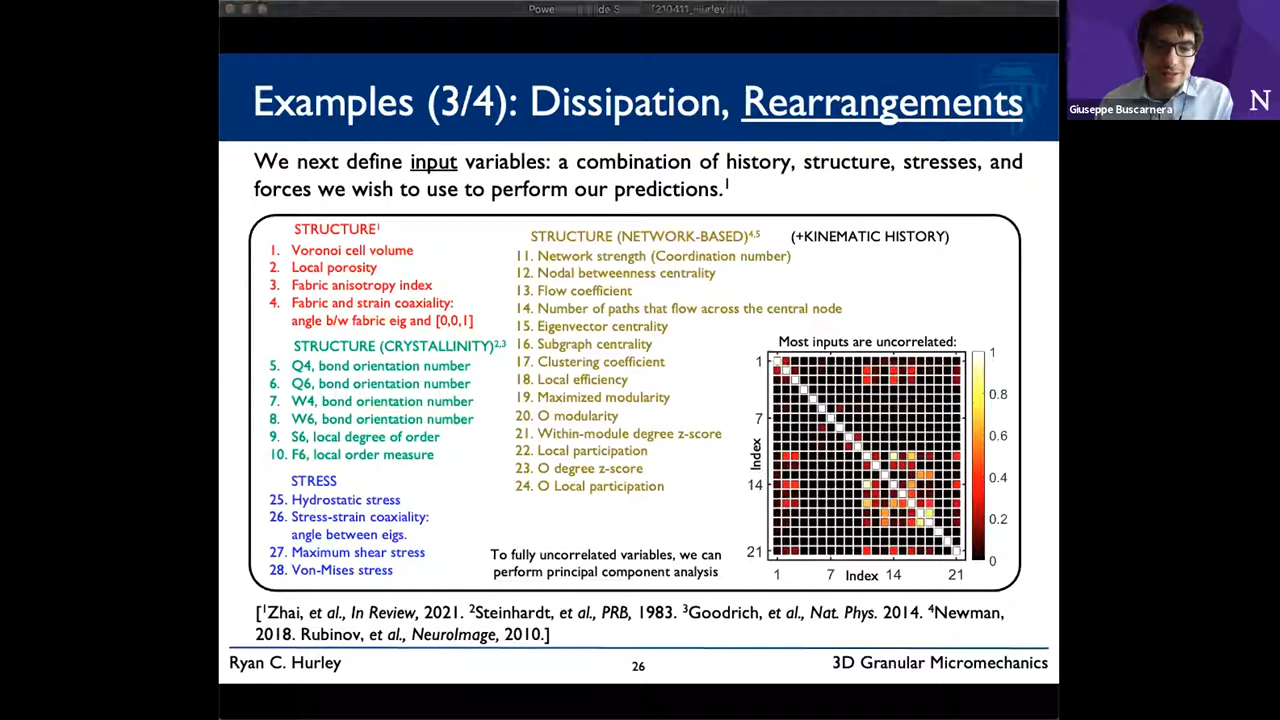 Examples (3/4): Dissipation, Rearrangements
Giuseppe Buscarnera
N
We next define input variables: a combination of history, structure, stresses, and
forces we wish to use to perform our predictions.1
STRUCTURE1
1. Voronoi cell volume
2. Local porosity
3. Fabric anisotropy index
4. Fabric and strain coaxiality:
angle b/w fabric eig and [0,0,1]
STRUCTURE (CRYSTALLINITY)2,3
5. Q4, bond orientation number
6. Q6, bond orientation number
7. W4, bond orientation number
8. W6, bond orientation number
9. S6, local degree of order
10. F6, local order measure
STRESS
25. Hydrostatic stress
26. Stress-strain coaxiality:
angle between eigs.
27. Maximum shear stress
28. Von-Mises stress
STRUCTURE (NETWORK-BASED)4,5
(+KINEMATIC HISTORY)
11. Network strength (Coordination number)
12. Nodal betweenness centrality
13. Flow coefficient
14. Number of paths that flow across the central node
15. Eigenvector centrality
16. Subgraph centrality
17. Clustering coefficient
18. Local efficiency
19. Maximized modularity
20. O modularity
21. Within-module degree z-score
22. Local participation
23. O degree z-score
24. O Local participation
To fully uncorrelated variables, we can
perform principal component analysis
Most inputs are uncorrelated:
1
7
14
21
Index
1 7 Index 14 21
1
0.8
0.6
0.4
0.2
0
[1Zhai, et al., In Review, 2021. 2Steinhardt, et al., PRB, 1983. 3Goodrich, et al., Nat. Phys. 2014. 4Newman,
2018. Rubinov, et al., NeuroImage, 2010.]
Ryan C. Hurley
26
3D Granular Micromechanics